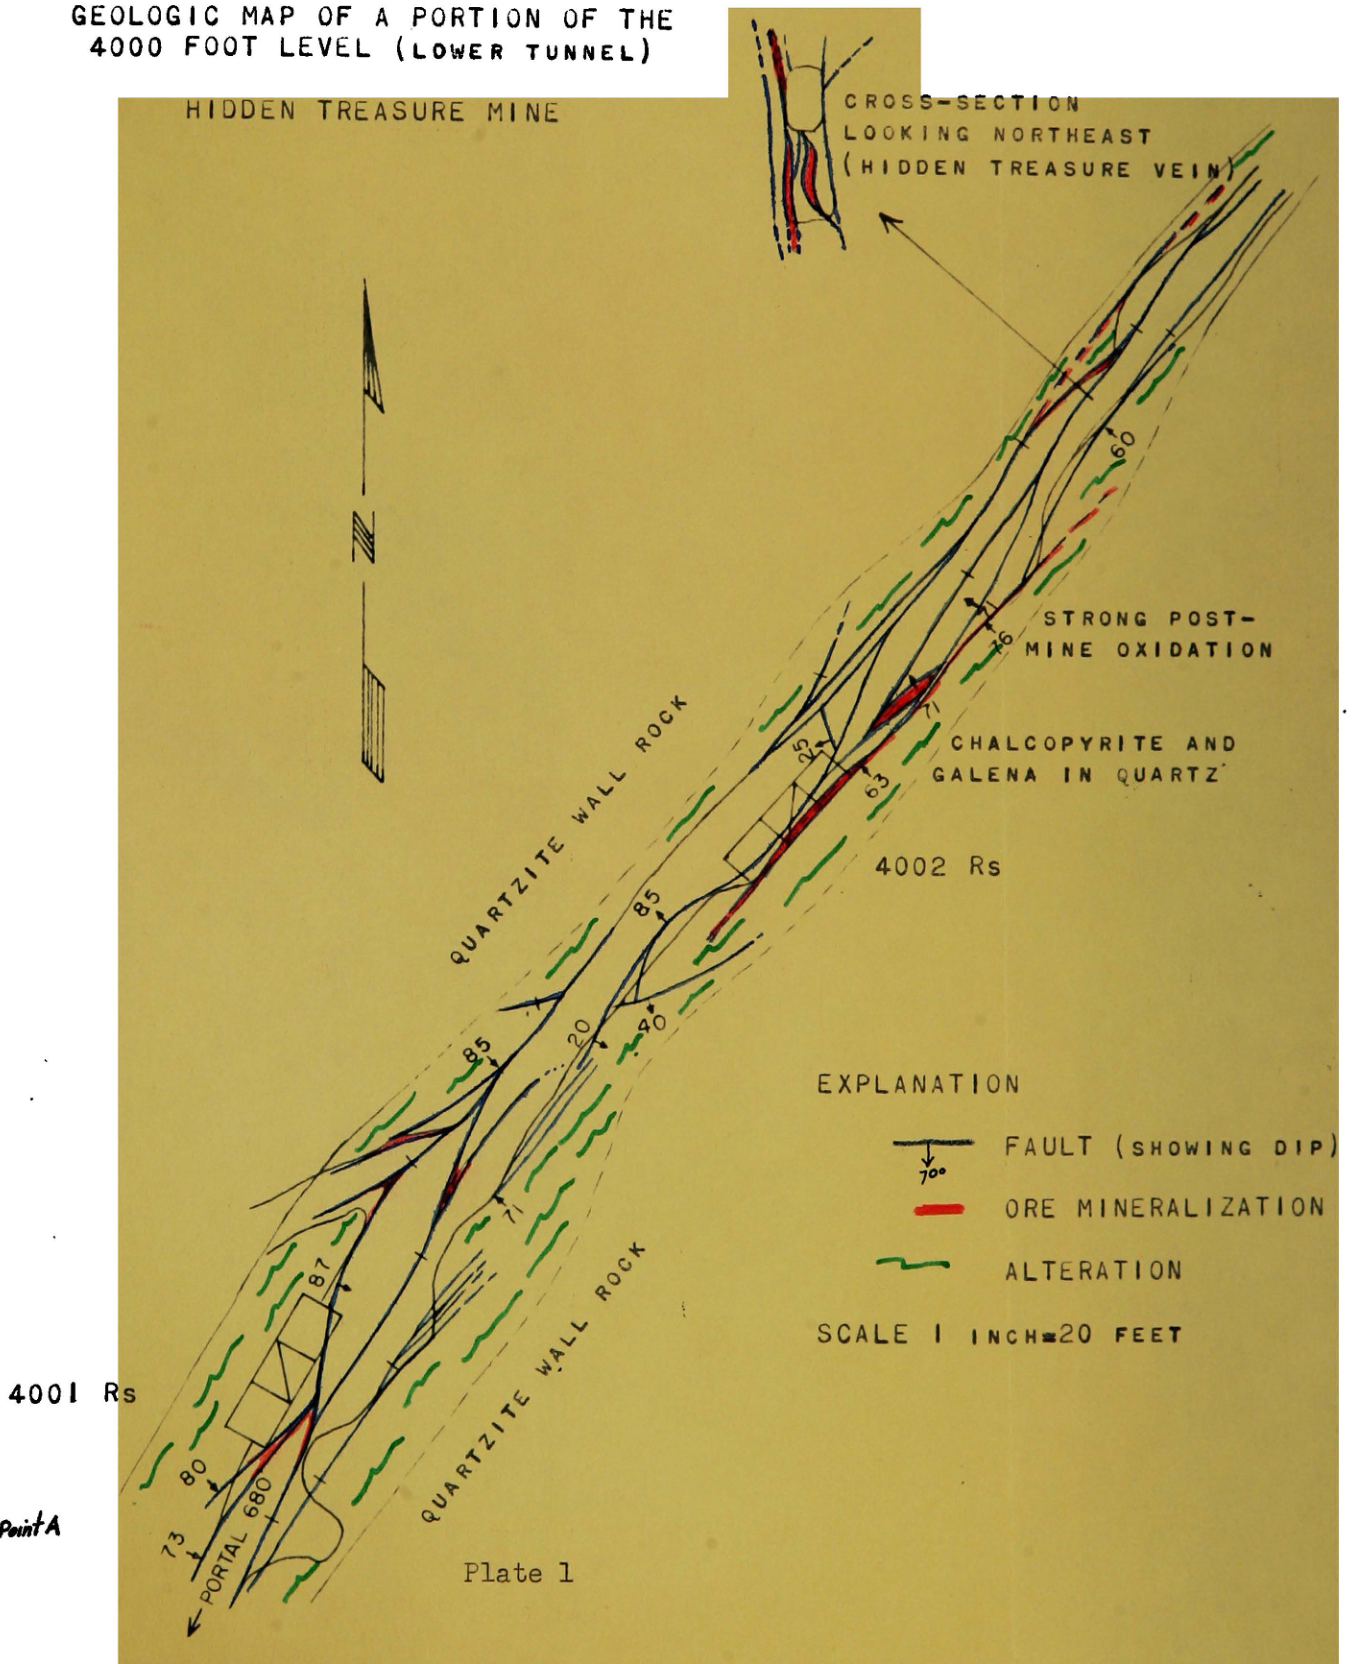 GEOLOGIC MAP OF A PORTION OF THE
4000 FOOT LEVEL (LOWER TUNNEL)
HIDDEN TREASURE MINE
CROSS-SECTION
LOOKING NORTHEAST
(HIDDEN TREASURE VEIN)
N
60
71
76
STRONG POST-
MINE OXIDATION
71
25
63
CHALCOPYRITE AND
GALENA IN QUARTZ
QUARTZITE WALL ROCK
4002 Rs
85
40
20
85
71
EXPLANATION
FAULT (SHOWING DIP)
70°
ORE MINERALIZATION
ALTERATION
SCALE 1 INCH=20 FEET
87
QUARTZITE WALL ROCK
4001 Rs
80
73
PORTAL 680
Point A
Plate 1